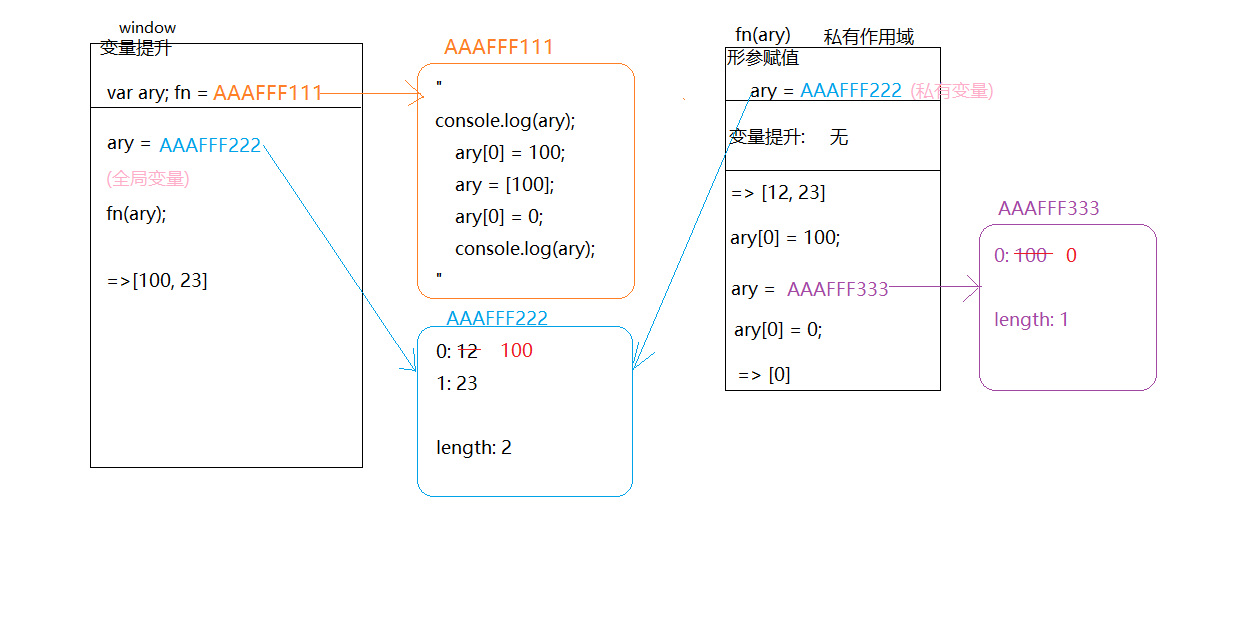 window
变量提升
var ary; fn = AAAFFF111
ary = AAAFFF222
(全局变量)
fn(ary);
=>[100, 23]
AAAFFF111
"
console.log(ary);
ary[0] = 100;
ary = [100];
ary[0] = 0;
console.log(ary);
"
AAAFFF222
0: 12 100
1: 23
length: 2
fn(ary) 私有作用域
形参赋值
ary = AAAFFF222 (私有变量)
变量提升: 无
=> [12, 23]
ary[0] = 100;
ary = AAAFFF333
ary[0] = 0;
=> [0]
AAAFFF333
0: 100 0
length: 1